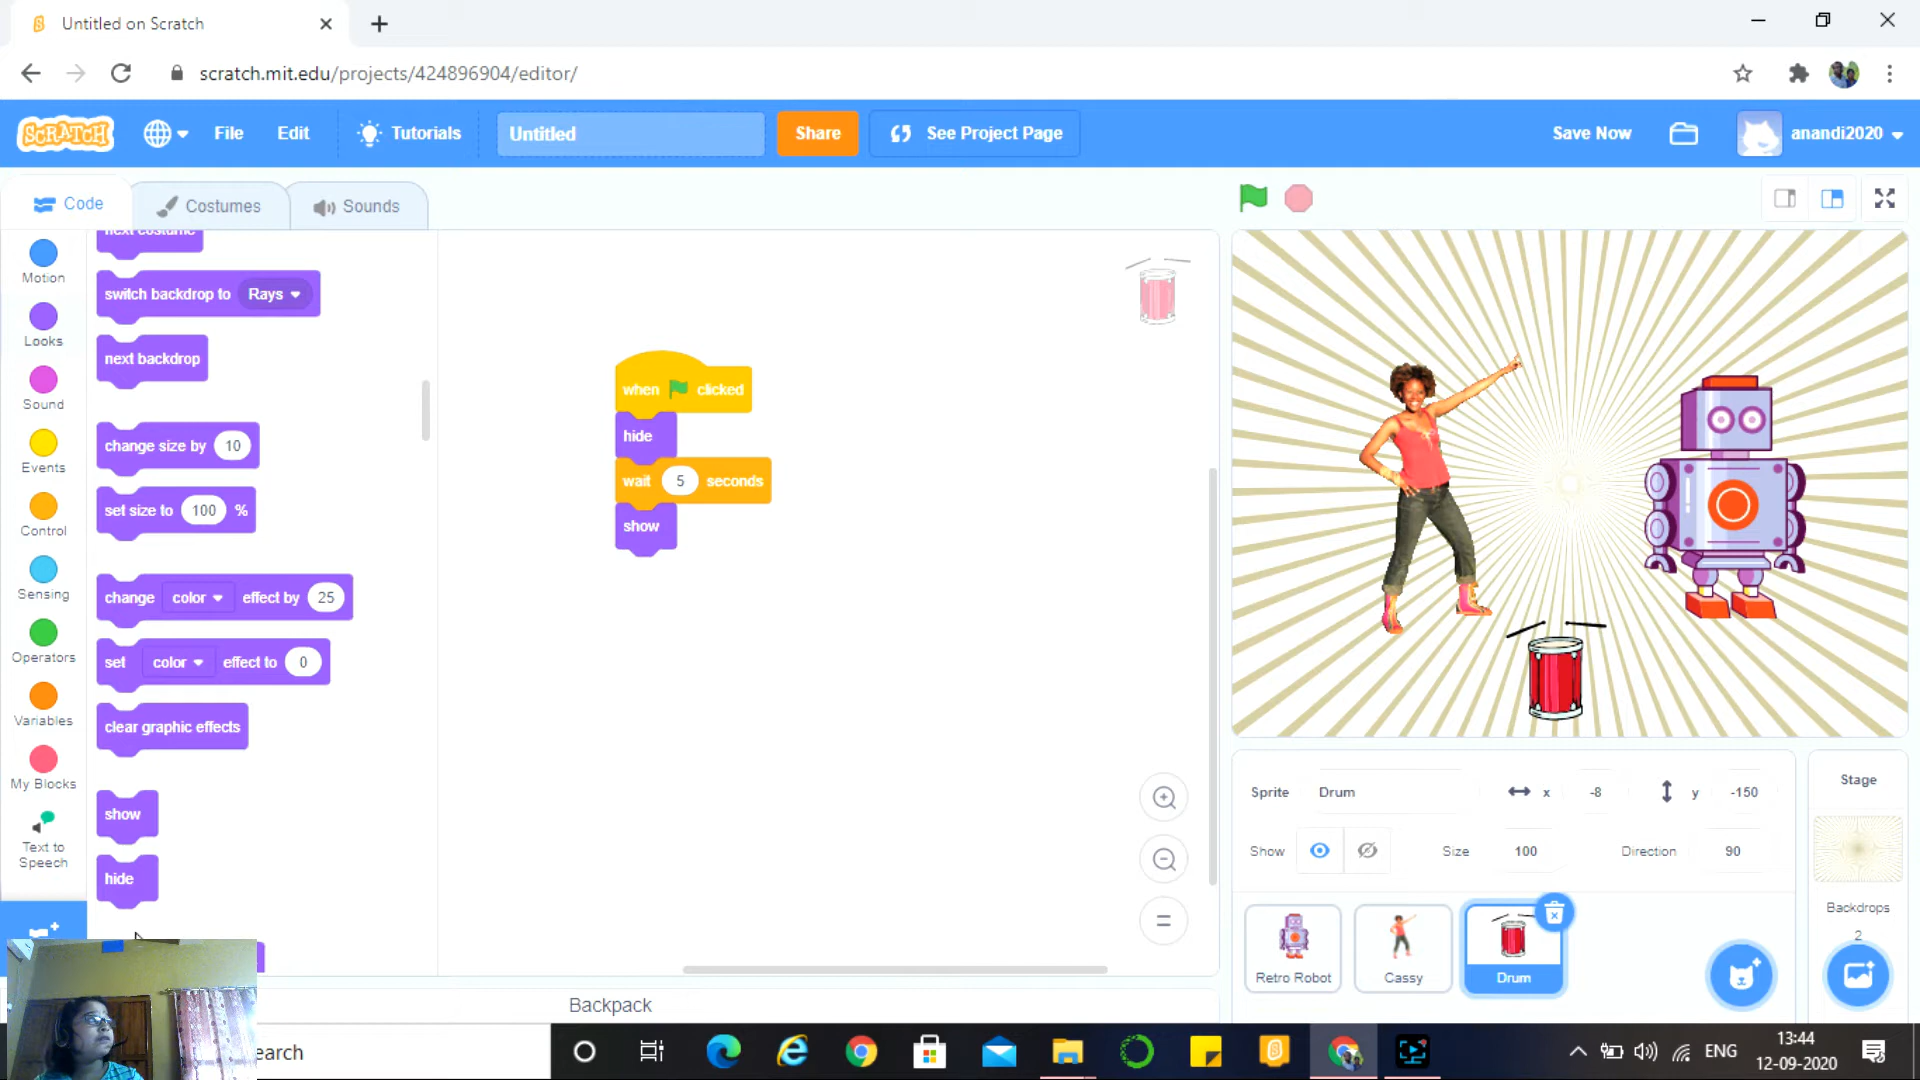 Untitled on Scratch
scratch.mit.edu/projects/424896904/editor/
SCRATCH
File
Edit
Tutorials
Untitled
Share
See Project Page
Save Now
anandi2020
Code
Costumes
Sounds
Motion
Looks
Sound
Events
Control
Sensing
Operators
Variables
My Blocks
Text to
Speech
next costume
switch backdrop to Rays
next backdrop
change size by 10
set size to 100 %
change color effect by 25
set color effect to 0
clear graphic effects
show
hide
when clicked
hide
wait 5 seconds
show
Backpack
Sprite Drum x -8 y -150
Show Size 100 Direction 90
Retro Robot
Cassy
Drum
Stage
Backdrops
2
earch
ENG
13:44
12-09-2020